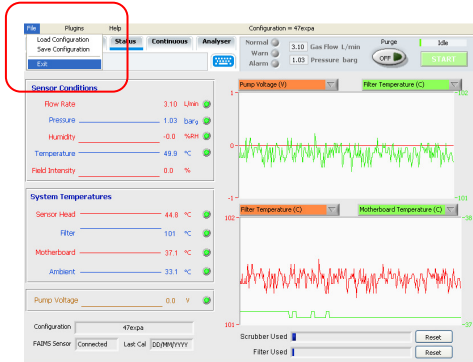 File Plugins Help Configuration = 47expa
Load Configuration
Save Configuration
Exit
Status Continuous Analyser
Normal
Warn
Alarm
3.10 Gas Flow l/min
1.03 Pressure barg
Purge
OFF
Idle
START
Sensor Conditions
Flow Rate 3.10 L/min
Pressure 1.03 barg
Humidity -0.0 %RH
Temperature 49.9 °C
Field Intensity 0.0 %
System Temperatures
Sensor Head 44.8 °C
Filter 101 °C
Motherboard 37.1 °C
Ambient 33.1 °C
Pump Voltage 0.0 V
Configuration 47expa
FAIMS Sensor Connected Last Cal DD/MM/YYYY
Pump Voltage (V) Filter Temperature (C)
1 102
0
-1 101
Filter Temperature (C) Motherboard Temperature (C)
102 38
101 37
Scrubber Used Reset
Filter Used Reset